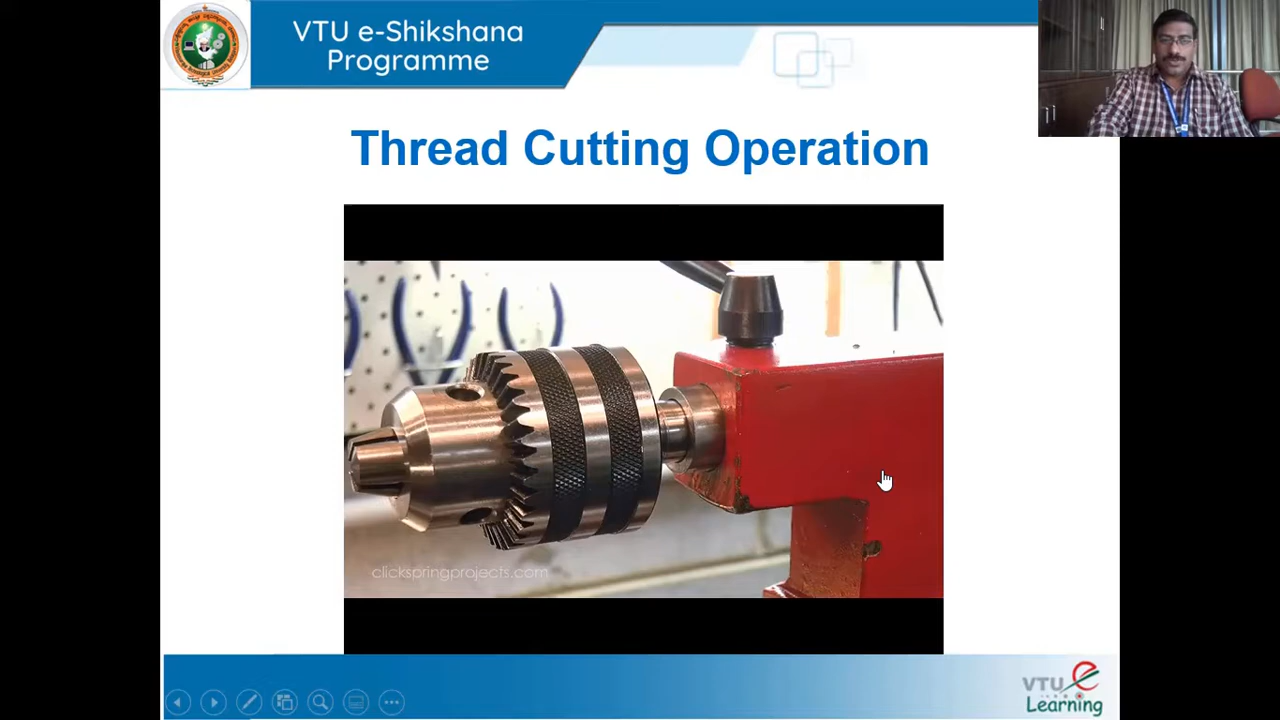 VTU e-Shikshana
Programme
Thread Cutting Operation
clickspringprojects.com
VTU e
Learning